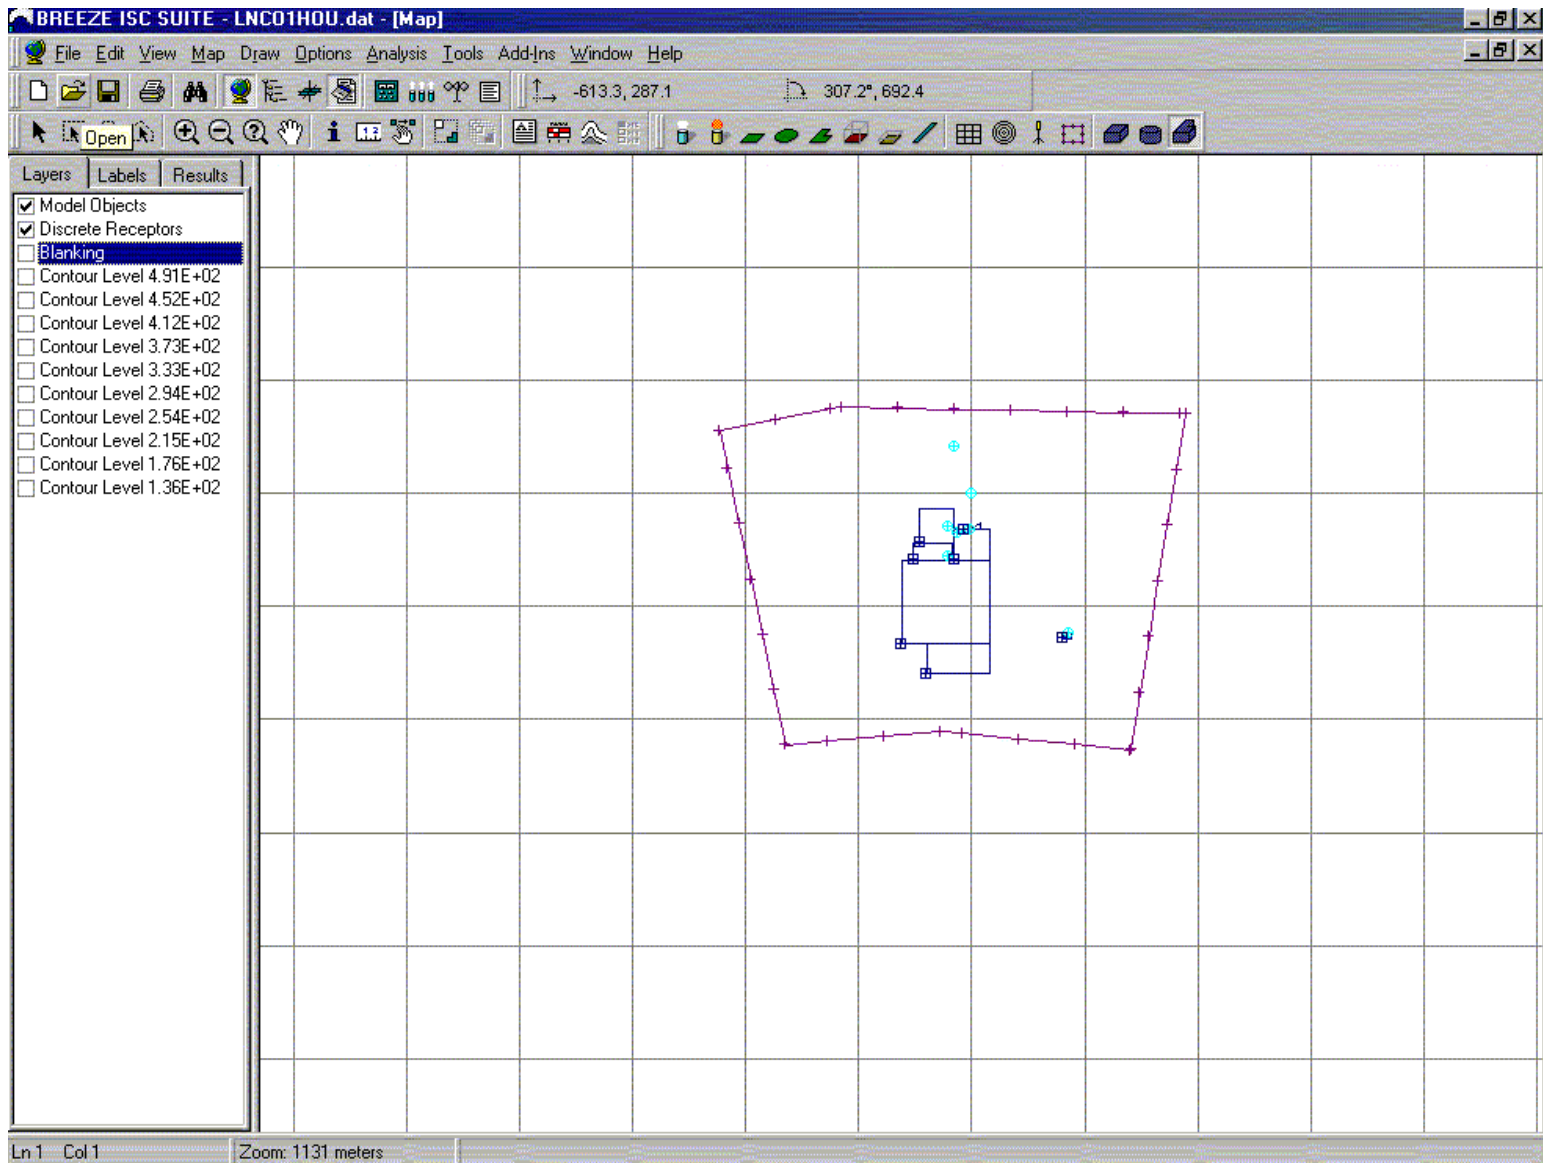 BREEZE ISC SUITE - LNCO1HOU.dat - [Map]
File Edit View Map Draw Options Analysis Tools Add-Ins Window Help
-613.3, 287.1 307.2°, 692.4
Open
Layers Labels Results
Model Objects
Discrete Receptors
Blanking
Contour Level 4.91E+02
Contour Level 4.52E+02
Contour Level 4.12E+02
Contour Level 3.73E+02
Contour Level 3.33E+02
Contour Level 2.94E+02
Contour Level 2.54E+02
Contour Level 2.15E+02
Contour Level 1.76E+02
Contour Level 1.36E+02
Ln 1 Col 1 Zoom: 1131 meters